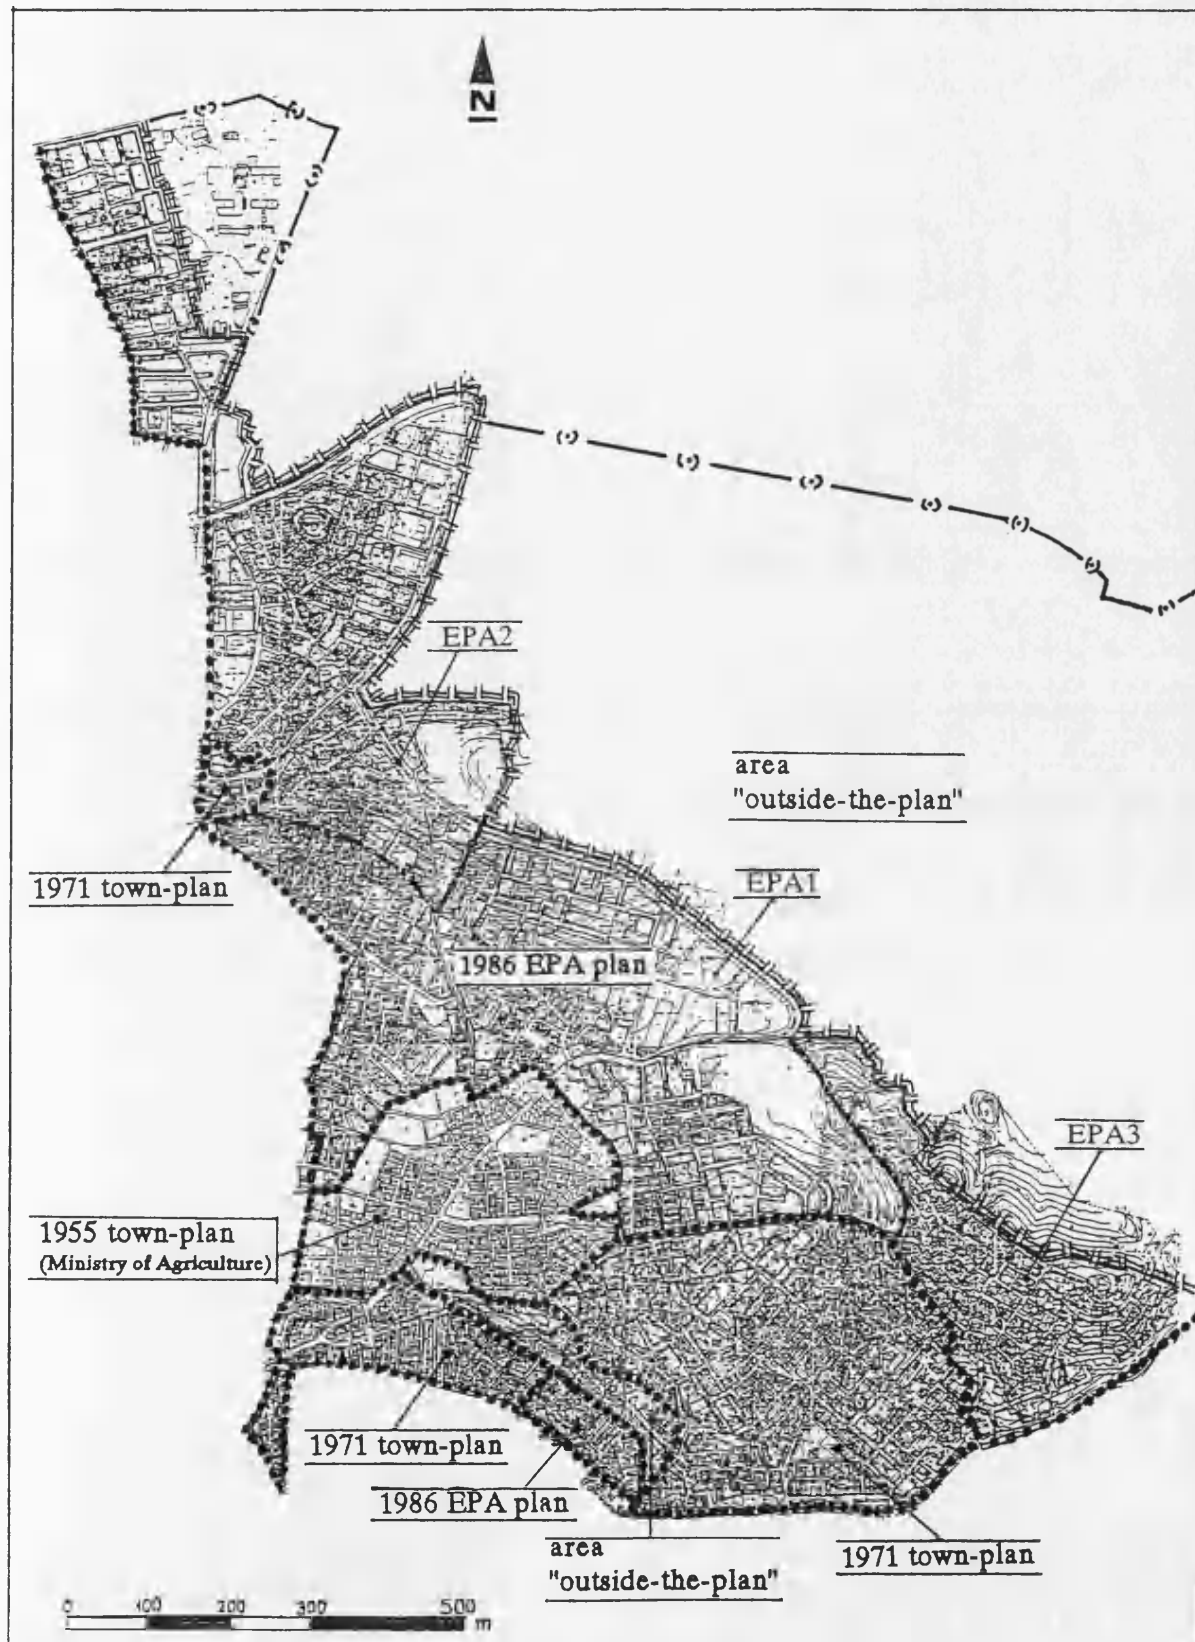 N
EPA2
area
"outside-the-plan"
1971 town-plan
EPA1
1986 EPA plan
EPA3
1955 town-plan
(Ministry of Agriculture)
1971 town-plan
1986 EPA plan
area
"outside-the-plan"
1971 town-plan
0 100 200 300 500
m